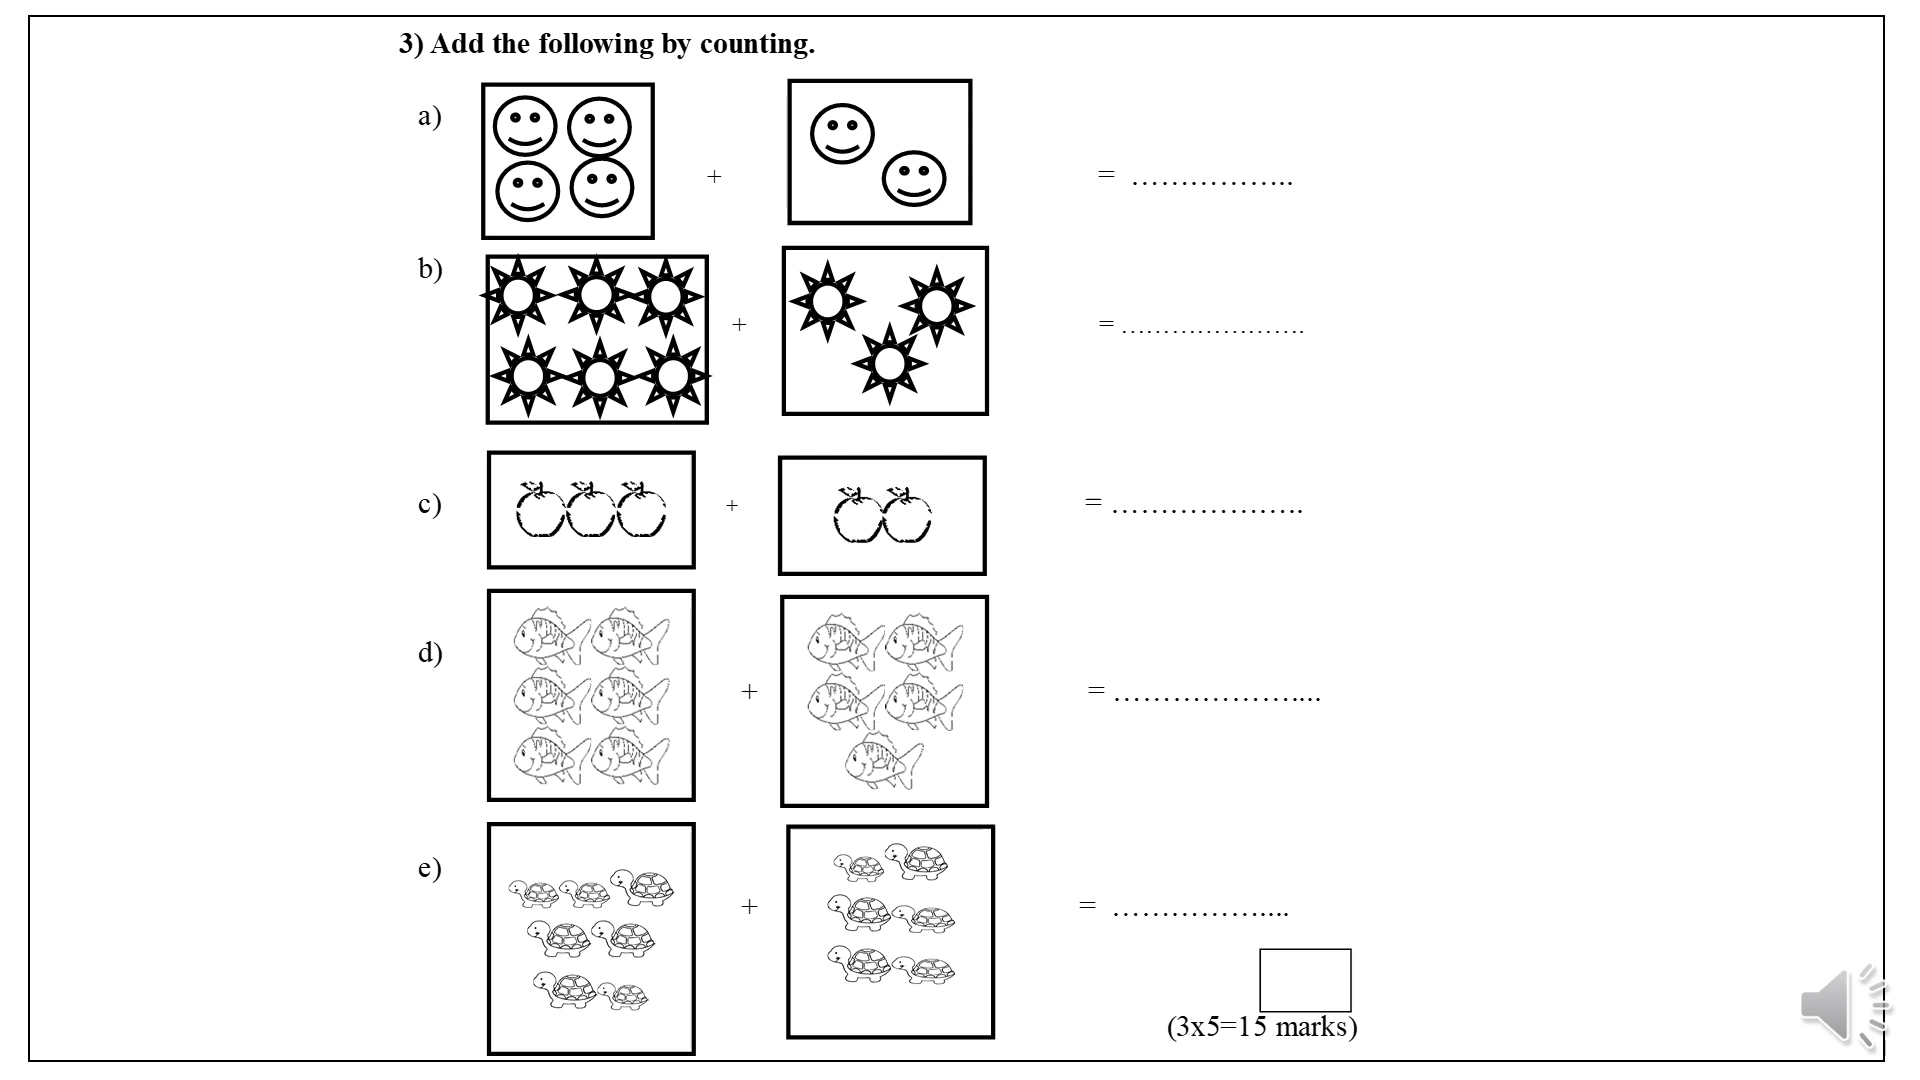 3) Add the following by counting.
a)
+
= ……………..
b)
+
= ………………….
c)
+
= ……………….
d)
+
= ………………....
e)
+
= ……………....
(3x5=15 marks)